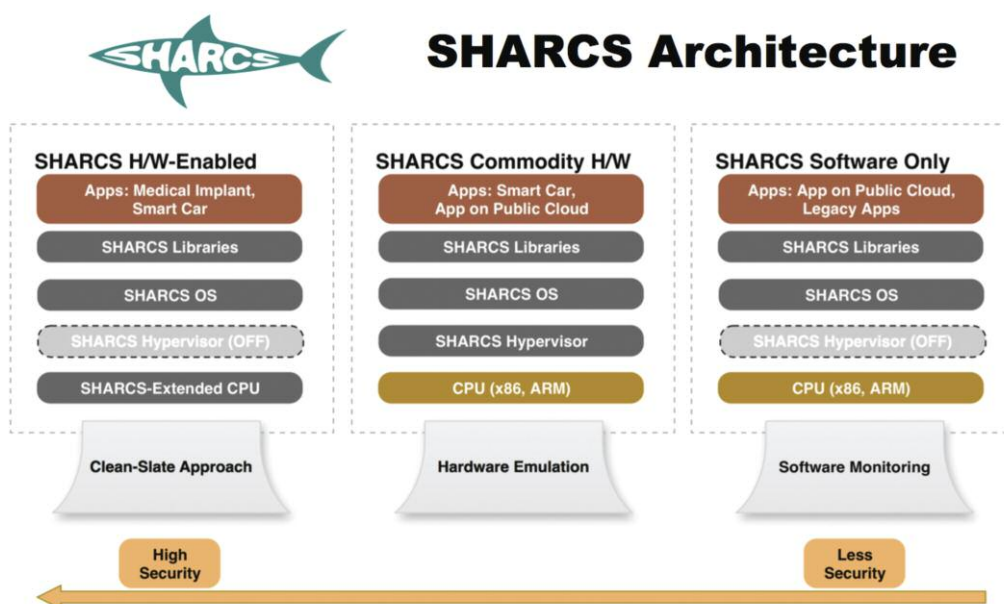 SHARCS
SHARCS Architecture
SHARCS H/W-Enabled
Apps: Medical Implant,
Smart Car
SHARCS Libraries
SHARCS OS
SHARCS Hypervisor (OFF)
SHARCS-Extended CPU
Clean-Slate Approach
SHARCS Commodity H/W
Apps: Smart Car,
App on Public Cloud
SHARCS Libraries
SHARCS OS
SHARCS Hypervisor
CPU (x86, ARM)
Hardware Emulation
SHARCS Software Only
Apps: App on Public Cloud,
Legacy Apps
SHARCS Libraries
SHARCS OS
SHARCS Hypervisor (OFF)
CPU (x86, ARM)
Software Monitoring
High
Security
Less
Security